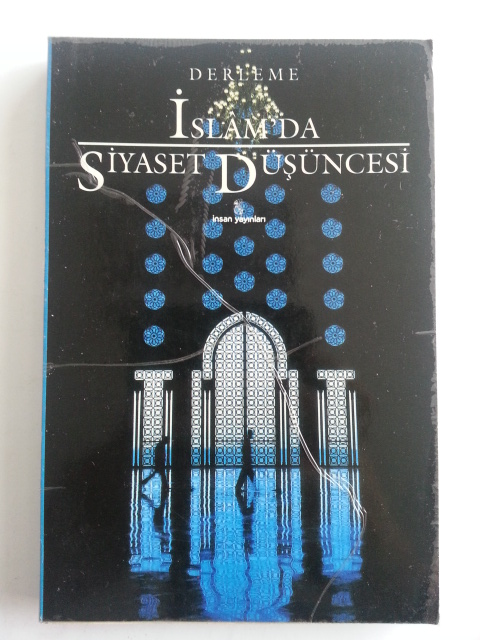 DERLEME
İSLAM'DA
SİYASET DÜŞÜNCESİ
insan yayınları